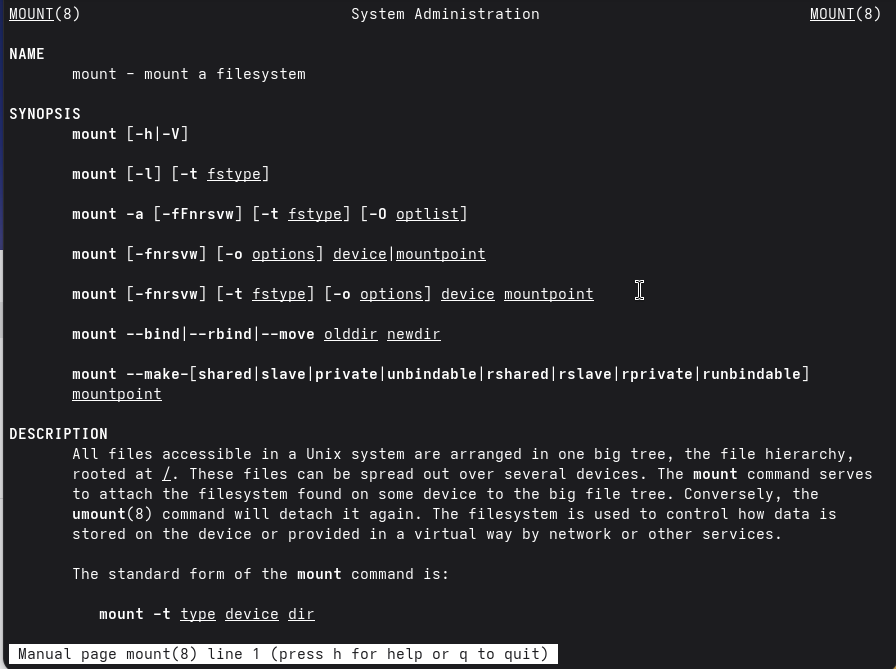 MOUNT(8) System Administration MOUNT(8)
NAME
mount - mount a filesystem
SYNOPSIS
mount [-h|-V]
mount [-l] [-t fstype]
mount -a [-fFnrsvw] [-t fstype] [-O optlist]
mount [-fnrsvw] [-o options] device|mountpoint
mount [-fnrsvw] [-t fstype] [-o options] device mountpoint
mount --bind|--rbind|--move olddir newdir
mount --make-[shared|slave|private|unbindable|rshared|rslave|rprivate|runbindable]
mountpoint
DESCRIPTION
All files accessible in a Unix system are arranged in one big tree, the file hierarchy,
rooted at /. These files can be spread out over several devices. The mount command serves
to attach the filesystem found on some device to the big file tree. Conversely, the
umount(8) command will detach it again. The filesystem is used to control how data is
stored on the device or provided in a virtual way by network or other services.
The standard form of the mount command is:
mount -t type device dir
Manual page mount(8) line 1 (press h for help or q to quit)